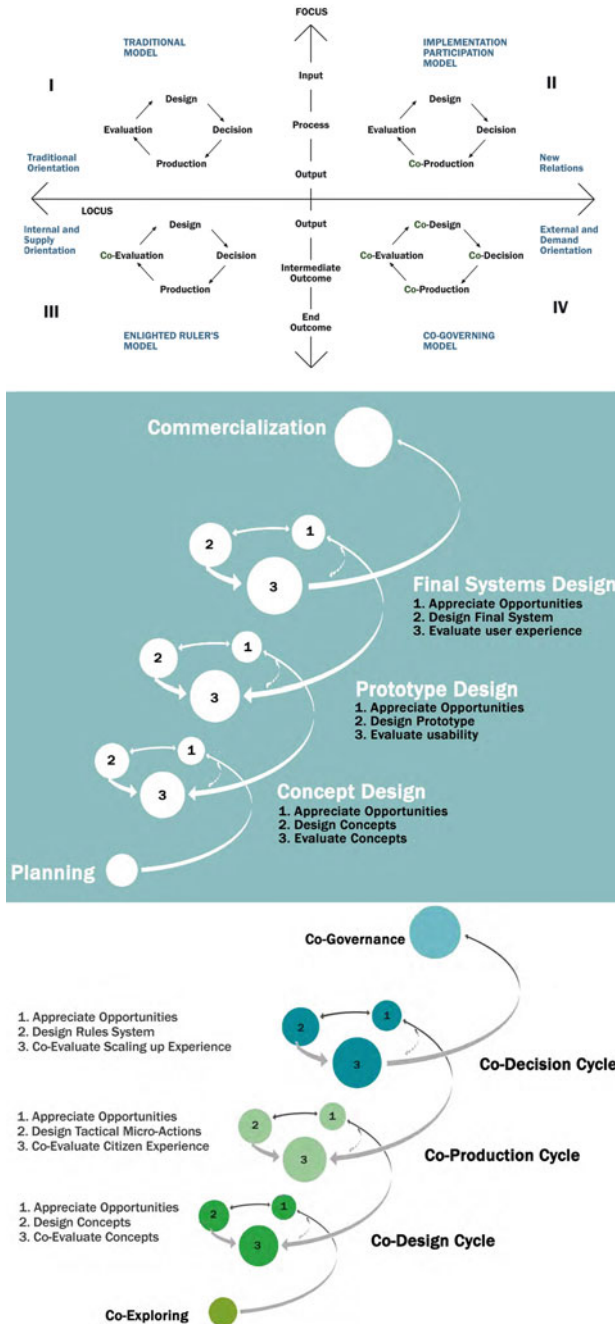 FOCUS
TRADITIONAL
MODEL
IMPLEMENTATION
PARTICIPATION
MODEL
I
II
Input
Design
Evaluation
Decision
Production
Process
Design
Evaluation
Decision
Co-Production
Traditional
Orientation
Output
New
Relations
LOCUS
Internal and
Supply
Orientation
Output
External and
Demand
Orientation
Design
Co-Evaluation
Decision
Production
Intermediate
Outcome
Co-Design
Co-Evaluation
Co-Decision
Co-Production
III
End
Outcome
IV
ENLIGHTED RULER'S
MODEL
CO-GOVERNING
MODEL
Commercialization
1
2
3
Final Systems Design
1. Appreciate Opportunities
2. Design Final System
3. Evaluate user experience
1
2
3
Prototype Design
1. Appreciate Opportunities
2. Design Prototype
3. Evaluate usability
1
2
3
Concept Design
1. Appreciate Opportunities
2. Design Concepts
3. Evaluate Concepts
Planning
Co-Governance
1. Appreciate Opportunities
2. Design Rules System
3. Co-Evaluate Scaling up Experience
1
2
3
Co-Decision Cycle
1. Appreciate Opportunities
2. Design Tactical Micro-Actions
3. Co-Evaluate Citizen Experience
1
2
3
Co-Production Cycle
1. Appreciate Opportunities
2. Design Concepts
3. Co-Evaluate Concepts
1
2
3
Co-Design Cycle
Co-Exploring